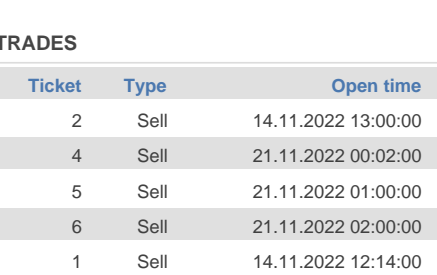 TRADES
Ticket Type Open time
2 Sell 14.11.2022 13:00:00
4 Sell 21.11.2022 00:02:00
5 Sell 21.11.2022 01:00:00
6 Sell 21.11.2022 02:00:00
1 Sell 14.11.2022 12:14:00